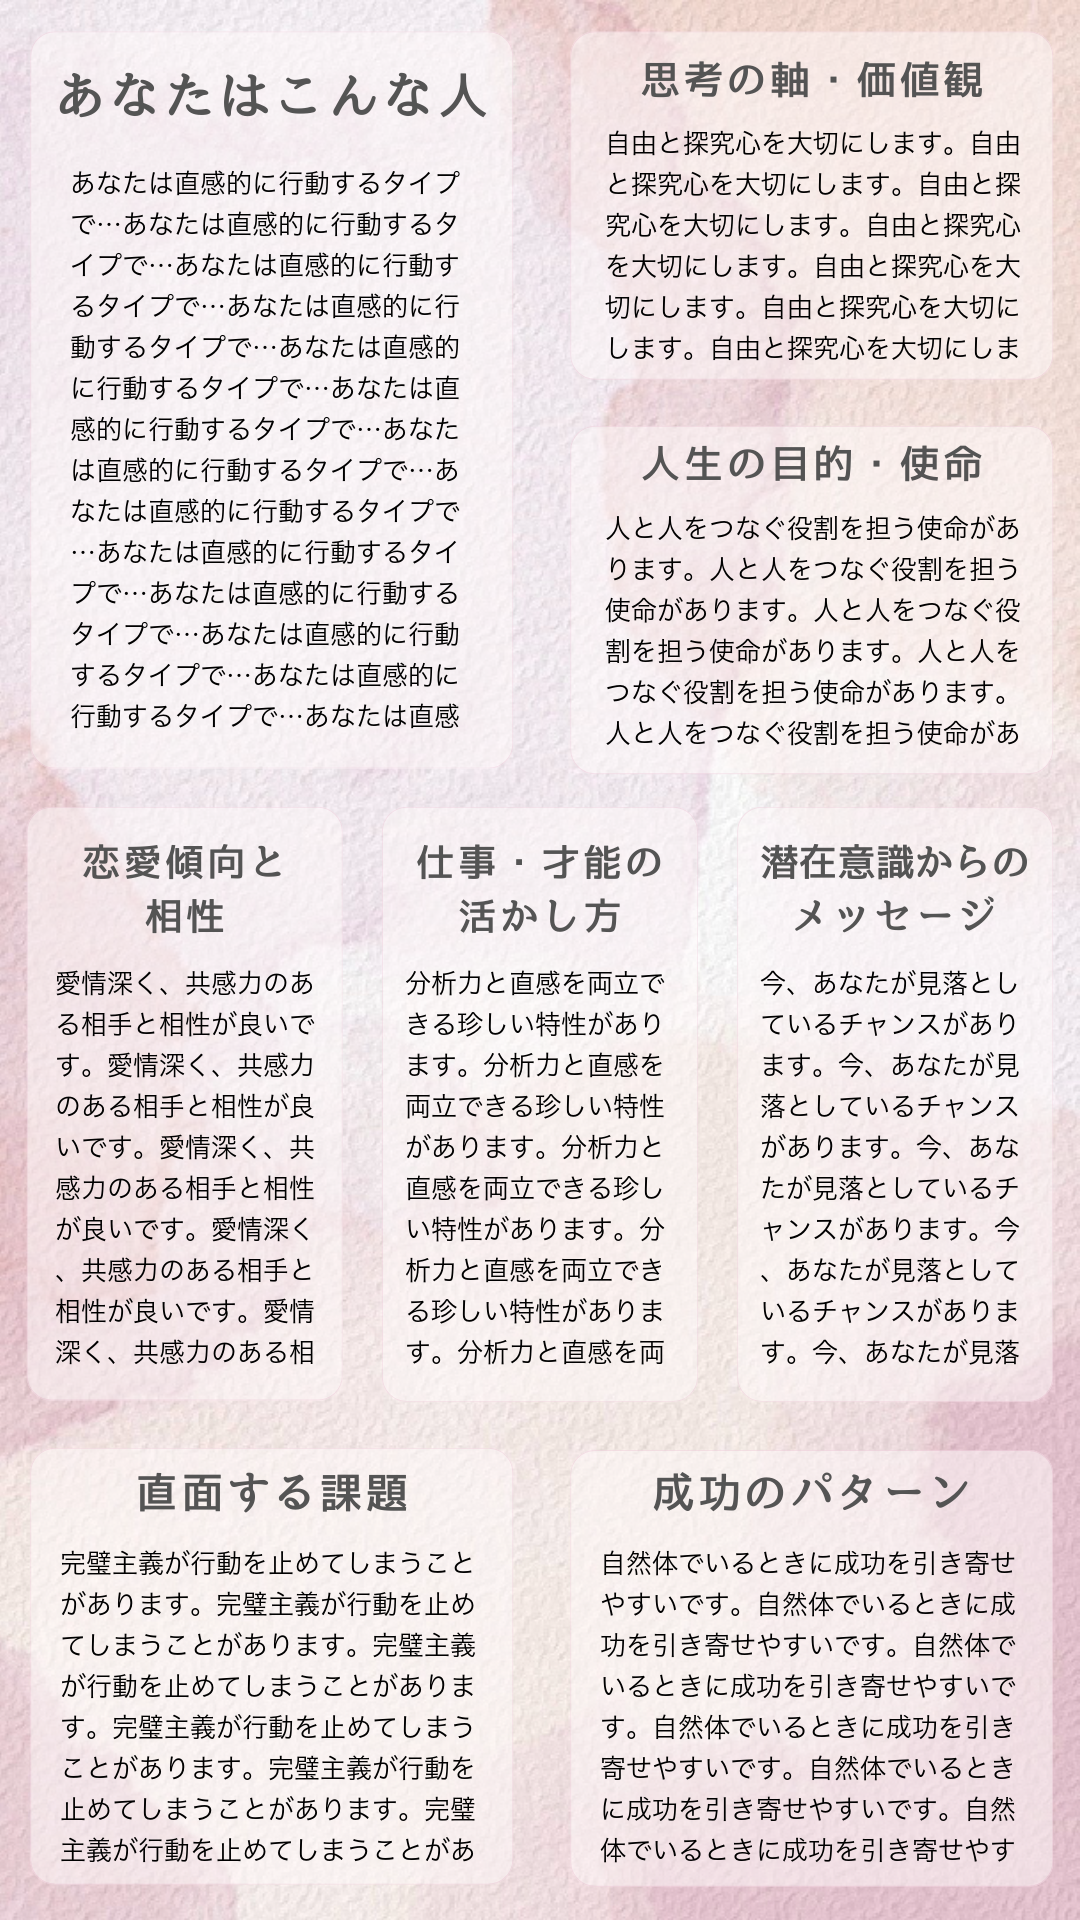 あなたはこんな人
あなたは直感的に行動するタイプ
で…あなたは直感的に行動するタ
イプで…あなたは直感的に行動す
るタイプで…あなたは直感的に行
動するタイプで…あなたは直感的
に行動するタイプで…あなたは直
感的に行動するタイプで…あなた
は直感的に行動するタイプで…あ
なたは直感的に行動するタイプで
…あなたは直感的に行動するタイ
プで…あなたは直感的に行動する
タイプで…あなたは直感的に行動
するタイプで…あなたは直感的に
行動するタイプで…あなたは直感
思考の軸・価値観
自由と探究心を大切にします。自由
と探究心を大切にします。自由と探
究心を大切にします。自由と探究心
を大切にします。自由と探究心を大
切にします。自由と探究心を大切に
します。自由と探究心を大切にしま
人生の目的・使命
人と人をつなぐ役割を担う使命があ
ります。人と人をつなぐ役割を担う
使命があります。人と人をつなぐ役
割を担う使命があります。人と人を
つなぐ役割を担う使命があります。
人と人をつなぐ役割を担う使命があ
恋愛傾向と
相性
愛情深く、共感力のあ
る相手と相性が良いで
す。愛情深く、共感力
のある相手と相性が良
いです。愛情深く、共
感力のある相手と相性
が良いです。愛情深く
、共感力のある相手と
相性が良いです。愛情
深く、共感力のある相
仕事・才能の
活かし方
分析力と直感を両立で
きる珍しい特性があり
ます。分析力と直感を
両立できる珍しい特性
があります。分析力と
直感を両立できる珍し
い特性があります。分
析力と直感を両立でき
る珍しい特性がありま
す。分析力と直感を両
潜在意識からの
メッセージ
今、あなたが見落とし
ているチャンスがあり
ます。今、あなたが見
落としているチャンス
があります。今、あな
たが見落としているチ
ャンスがあります。今
、あなたが見落として
いるチャンスがありま
す。今、あなたが見落
直面する課題
完璧主義が行動を止めてしまうこと
があります。完璧主義が行動を止め
てしまうことがあります。完璧主義
が行動を止めてしまうことがありま
す。完璧主義が行動を止めてしまう
ことがあります。完璧主義が行動を
止めてしまうことがあります。完璧
主義が行動を止めてしまうことがあ
成功のパターン
自然体でいるときに成功を引き寄せ
やすいです。自然体でいるときに成
功を引き寄せやすいです。自然体で
いるときに成功を引き寄せやすいで
す。自然体でいるときに成功を引き
寄せやすいです。自然体でいるとき
に成功を引き寄せやすいです。自然
体でいるときに成功を引き寄せやす